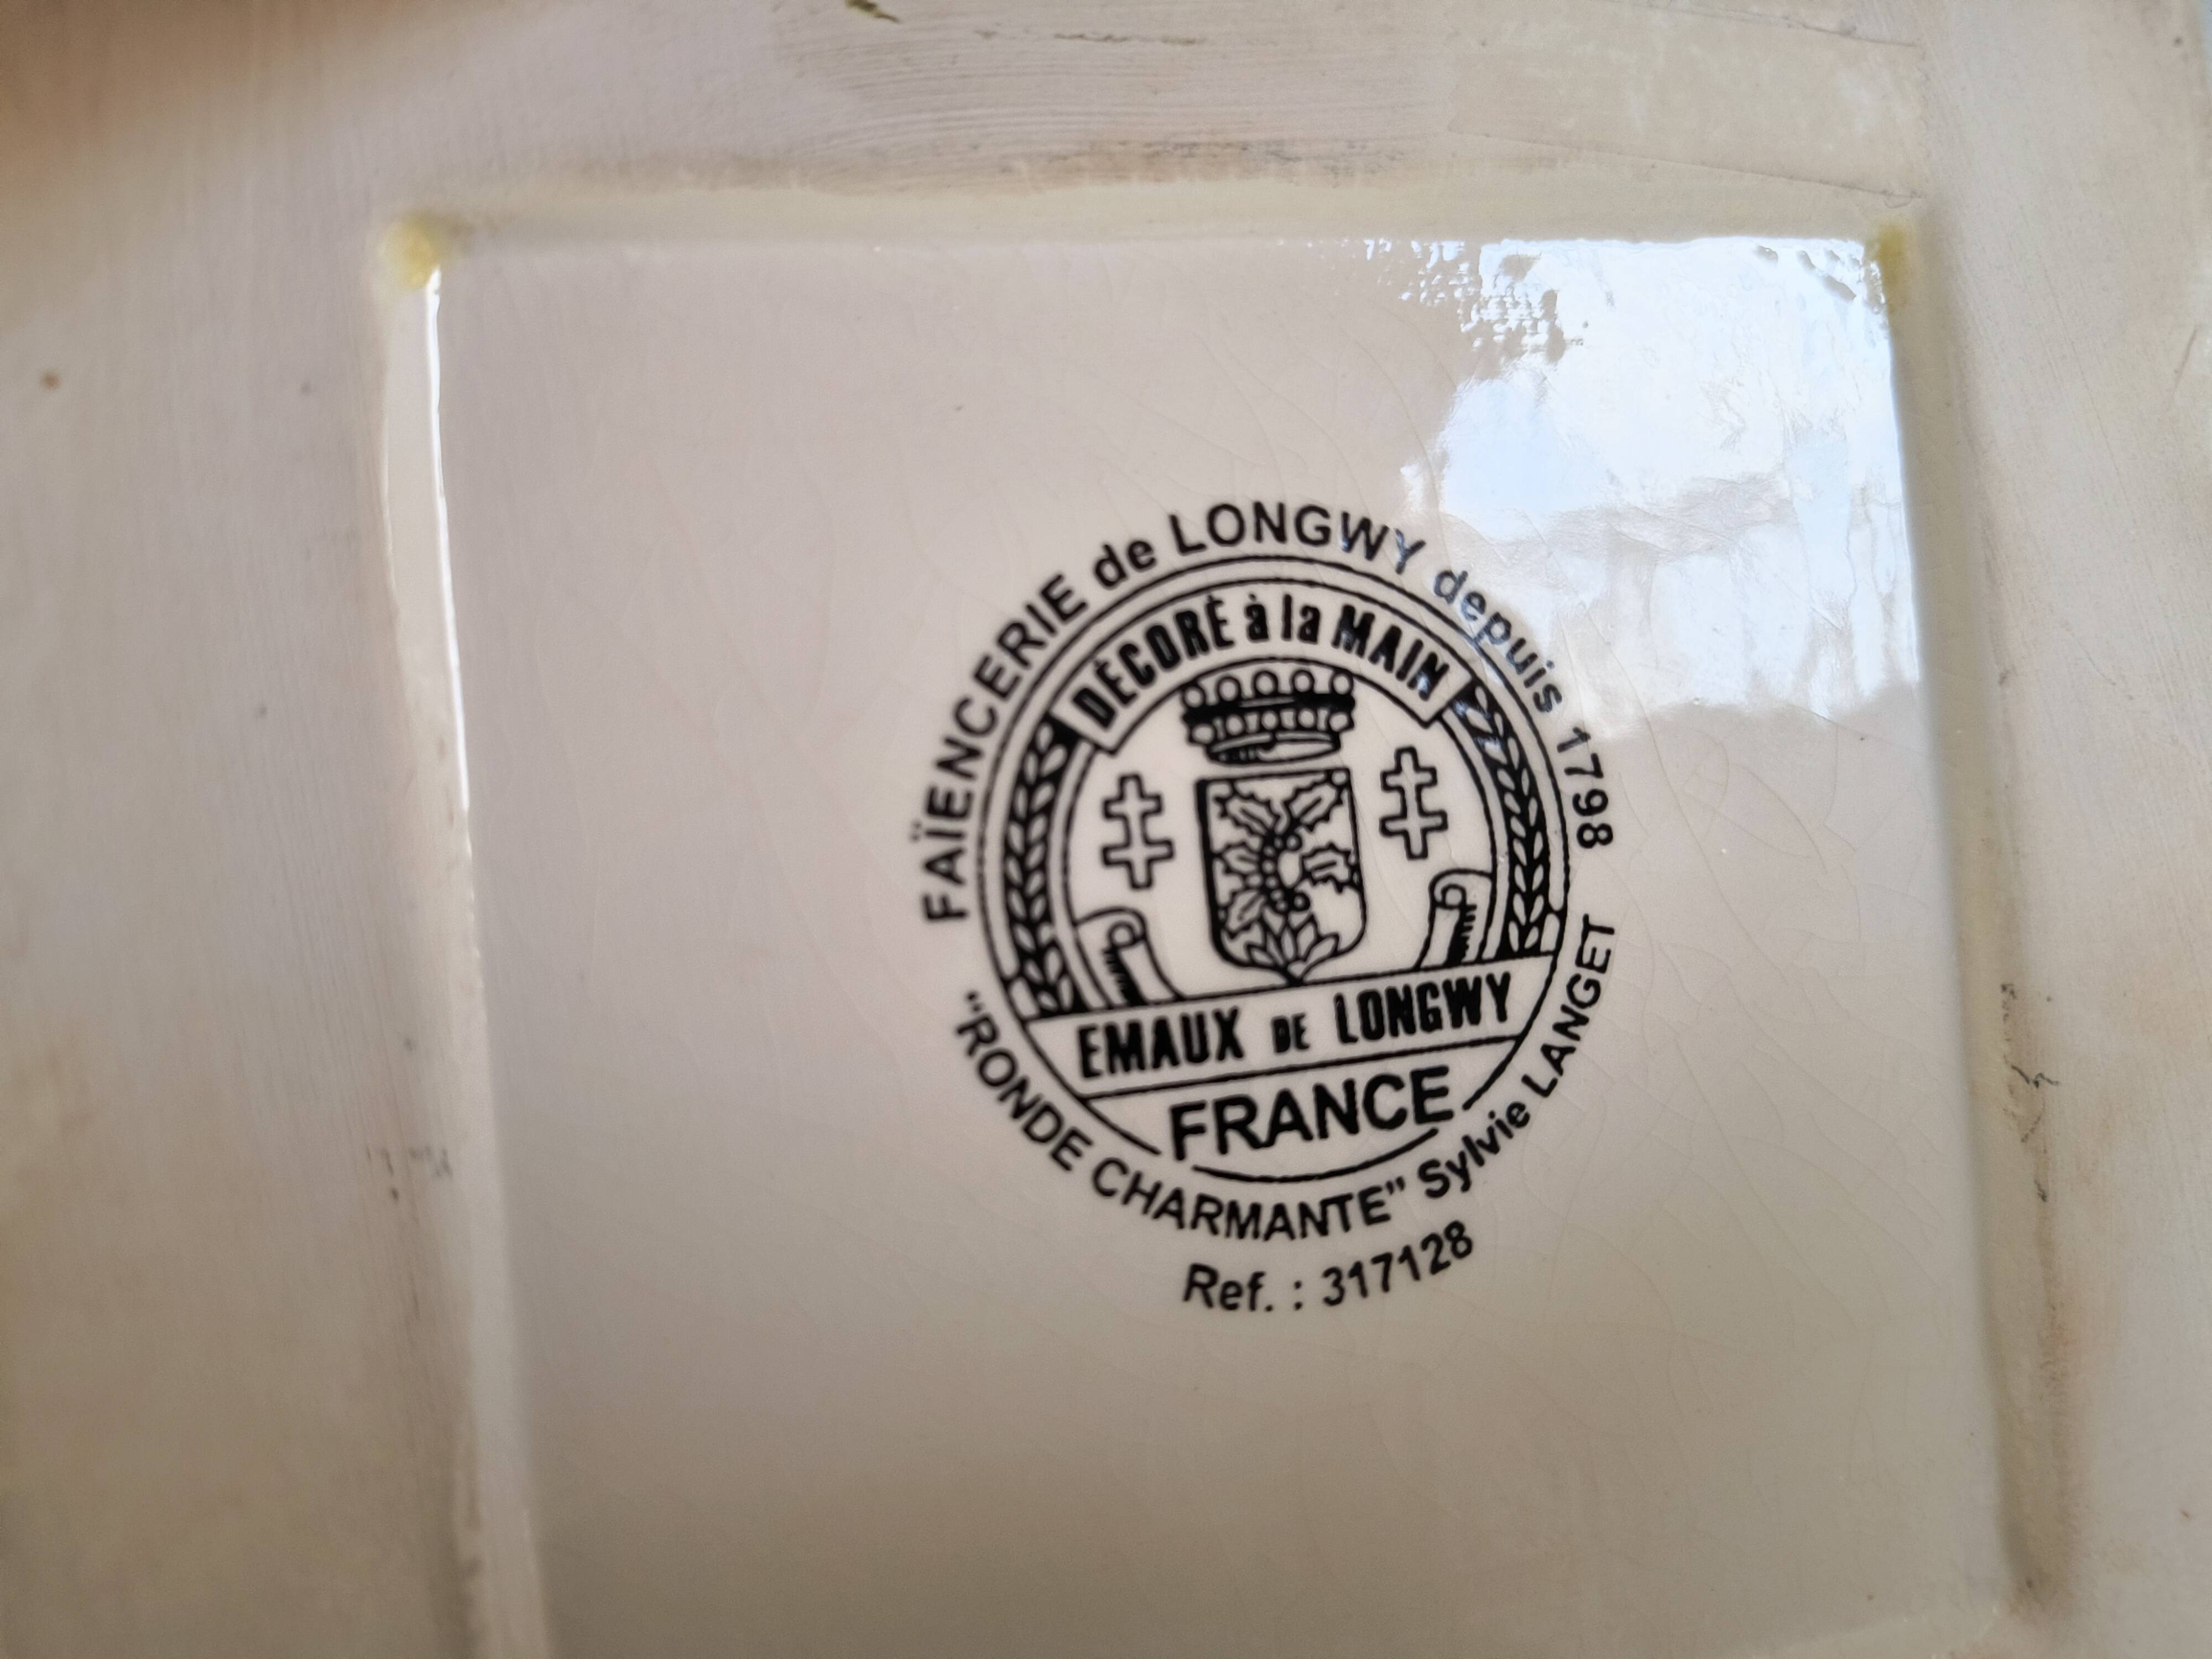 FAÏENCERIE de LONGWY depuis 1798
DÉCORÉ à la MAIN
EMAUX DE LONGWY
FRANCE
“RONDE CHARMANTE” Sylvie LANGET
Ref. : 317128